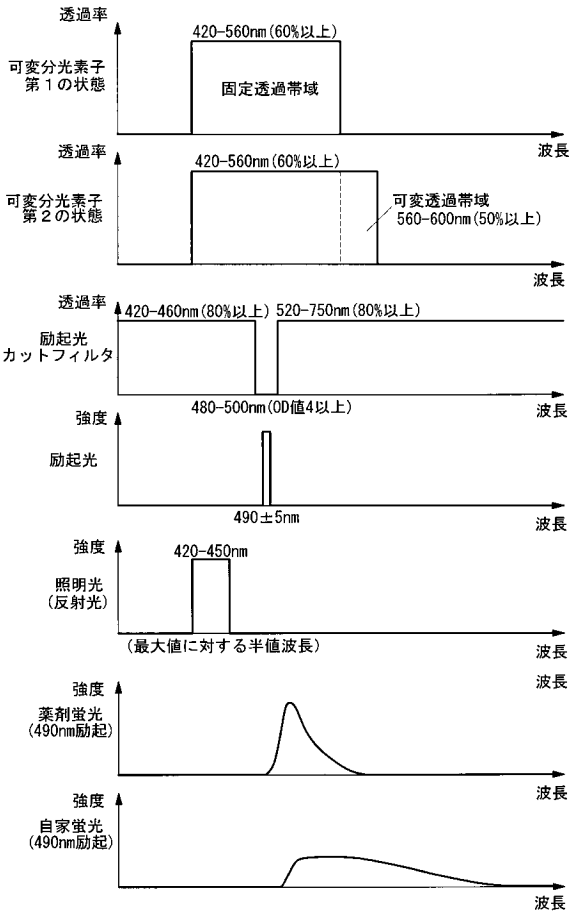 透過率
420-560nm(60%以上)
可変分光素子
第1の状態
固定透過帯域
波長
透過率
420-560nm(60%以上)
可変分光素子
第2の状態
可変透過帯域
560-600nm(50%以上)
波長
透過率
420-460nm(80%以上)
520-750nm(80%以上)
励起光
カットフィルタ
480-500nm(OD値4以上)
波長
強度
励起光
490±5nm
波長
強度
420-450nm
照明光
(反射光)
(最大値に対する半値波長)
波長
強度
波長
薬剤蛍光
(490nm励起)
波長
強度
自家蛍光
(490nm励起)
波長